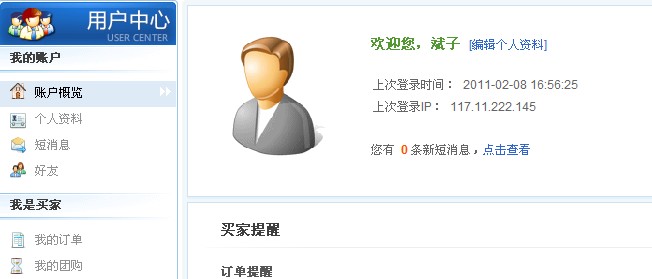 用户中心
USER CENTER
我的账户
账户概览
个人资料
短消息
好友
我是买家
我的订单
我的团购
欢迎您，斌子 [编辑个人资料]
上次登录时间： 2011-02-08 16:56:25
上次登录IP： 117.11.222.145
您有 0 条新短消息，点击查看
买家提醒
订单提醒